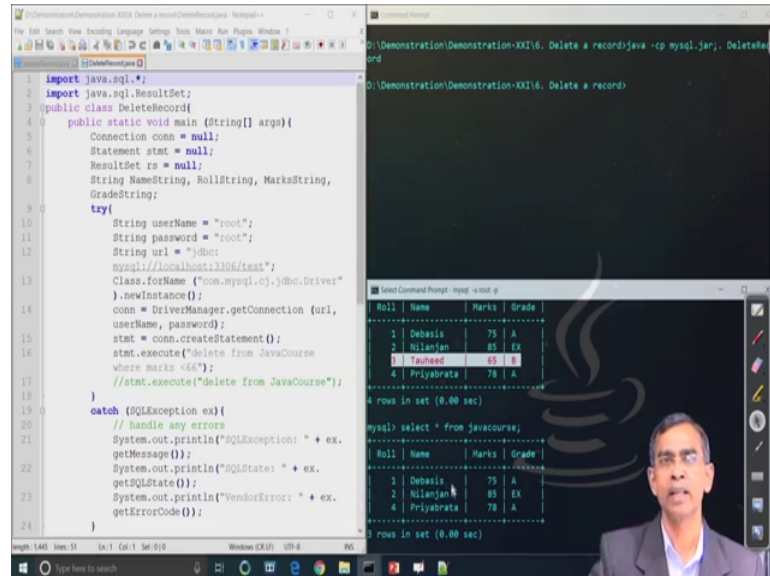 D:\Demonstration\Demonstration-XXI\6. Delete a record\DeleteRecord.java - Notepad++
File Edit Search View Encoding Language Settings Tools Macro Run Plugins Window ?
DeleteRecord.java
1 import java.sql.*;
2 import java.sql.ResultSet;
3 public class DeleteRecord{
4 public static void main (String[] args){
5 Connection conn = null;
6 Statement stmt = null;
7 ResultSet rs = null;
8 String NameString, RollString, MarksString,
GradeString;
9 try{
10 String userName = "root";
11 String password = "root";
12 String url = "jdbc:
mysql://localhost:3306/test";
13 Class.forName ("com.mysql.cj.jdbc.Driver"
).newInstance();
14 conn = DriverManager.getConnection (url,
userName, password);
15 stmt = conn.createStatement();
16 stmt.execute("delete from JavaCourse
where marks <66");
17 //stmt.execute("delete from JavaCourse");
18 }
19 catch (SQLException ex){
20 // handle any errors
21 System.out.println("SQLException: " + ex.
getMessage());
22 System.out.println("SQLState: " + ex.
getSQLState());
23 System.out.println("VendorError: " + ex.
getErrorCode());
24 }
length : 1,445 lines : 51 Ln : 1 Col : 1 Sel : 0 | 0 Windows (CR LF) UTF-8 INS
Command Prompt
D:\Demonstration\Demonstration-XXI\6. Delete a record>java -cp mysql.jar;. DeleteRec
ord
D:\Demonstration\Demonstration-XXI\6. Delete a record>
Select Command Prompt - mysql -u root -p
| Roll | Name | Marks | Grade |
| 1 | Debasis | 75 | A |
| 2 | Nilanjan | 85 | EX |
| 3 | Tauheed | 65 | B |
| 4 | Priyabrata | 78 | A |
4 rows in set (0.00 sec)
mysql> select * from javacourse;
| Roll | Name | Marks | Grade |
| 1 | Debasis | 75 | A |
| 2 | Nilanjan | 85 | EX |
| 4 | Priyabrata | 78 | A |
3 rows in set (0.00 sec)
Type here to search